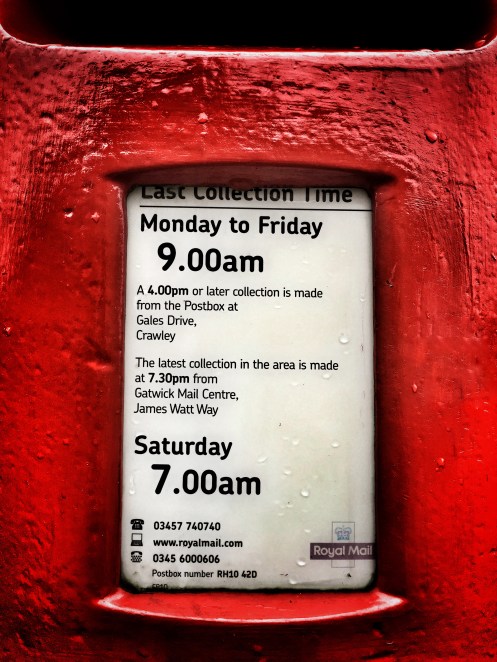 Last Collection Time
Monday to Friday
9.00am
A 4.00pm or later collection is made
from the Postbox at
Gales Drive,
Crawley
The latest collection in the area is made
at 7.30pm from
Gatwick Mail Centre,
James Watt Way
Saturday
7.00am
03457 740740
www.royalmail.com
0345 6000606
Royal Mail
Postbox number RH10 42D